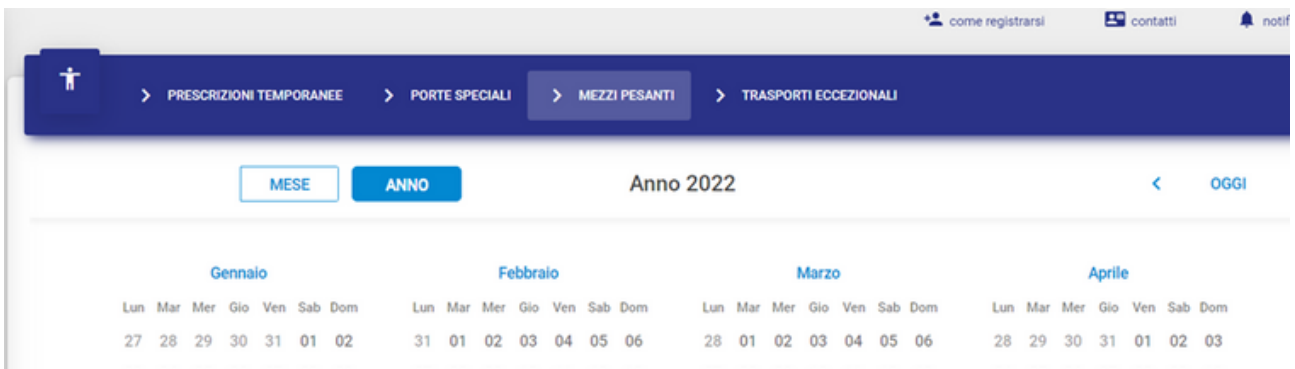 come registrarsi contatti
PRESCRIZIONI TEMPORANEE PORTE SPECIALI MEZZI PESANTI TRASPORTI ECCEZIONALI
MESE ANNO Anno 2022 OGGI
Gennaio Febbraio Marzo Aprile
Lun Mar Mer Gio Ven Sab Dom Lun Mar Mer Gio Ven Sab Dom Lun Mar Mer Gio Ven Sab Dom Lun Mar Mer Gio Ven Sab Dom
27 28 29 30 31 01 02 31 01 02 03 04 05 06 28 01 02 03 04 05 06 28 29 30 31 01 02 03